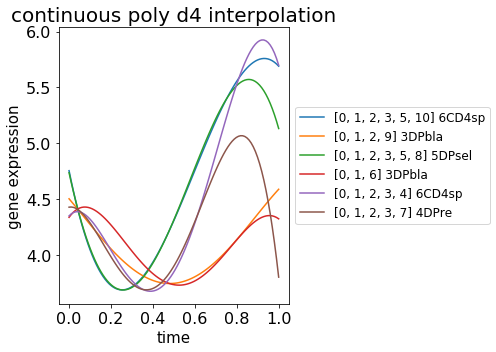 continuous poly d4 interpolation
6.0
5.5
5.0
4.5
4.0
gene expression
0.0 0.2 0.4 0.6 0.8 1.0
time
[0, 1, 2, 3, 5, 10] 6CD4sp
[0, 1, 2, 9] 3DPbla
[0, 1, 2, 3, 5, 8] 5DPsel
[0, 1, 6] 3DPbla
[0, 1, 2, 3, 4] 6CD4sp
[0, 1, 2, 3, 7] 4DPre